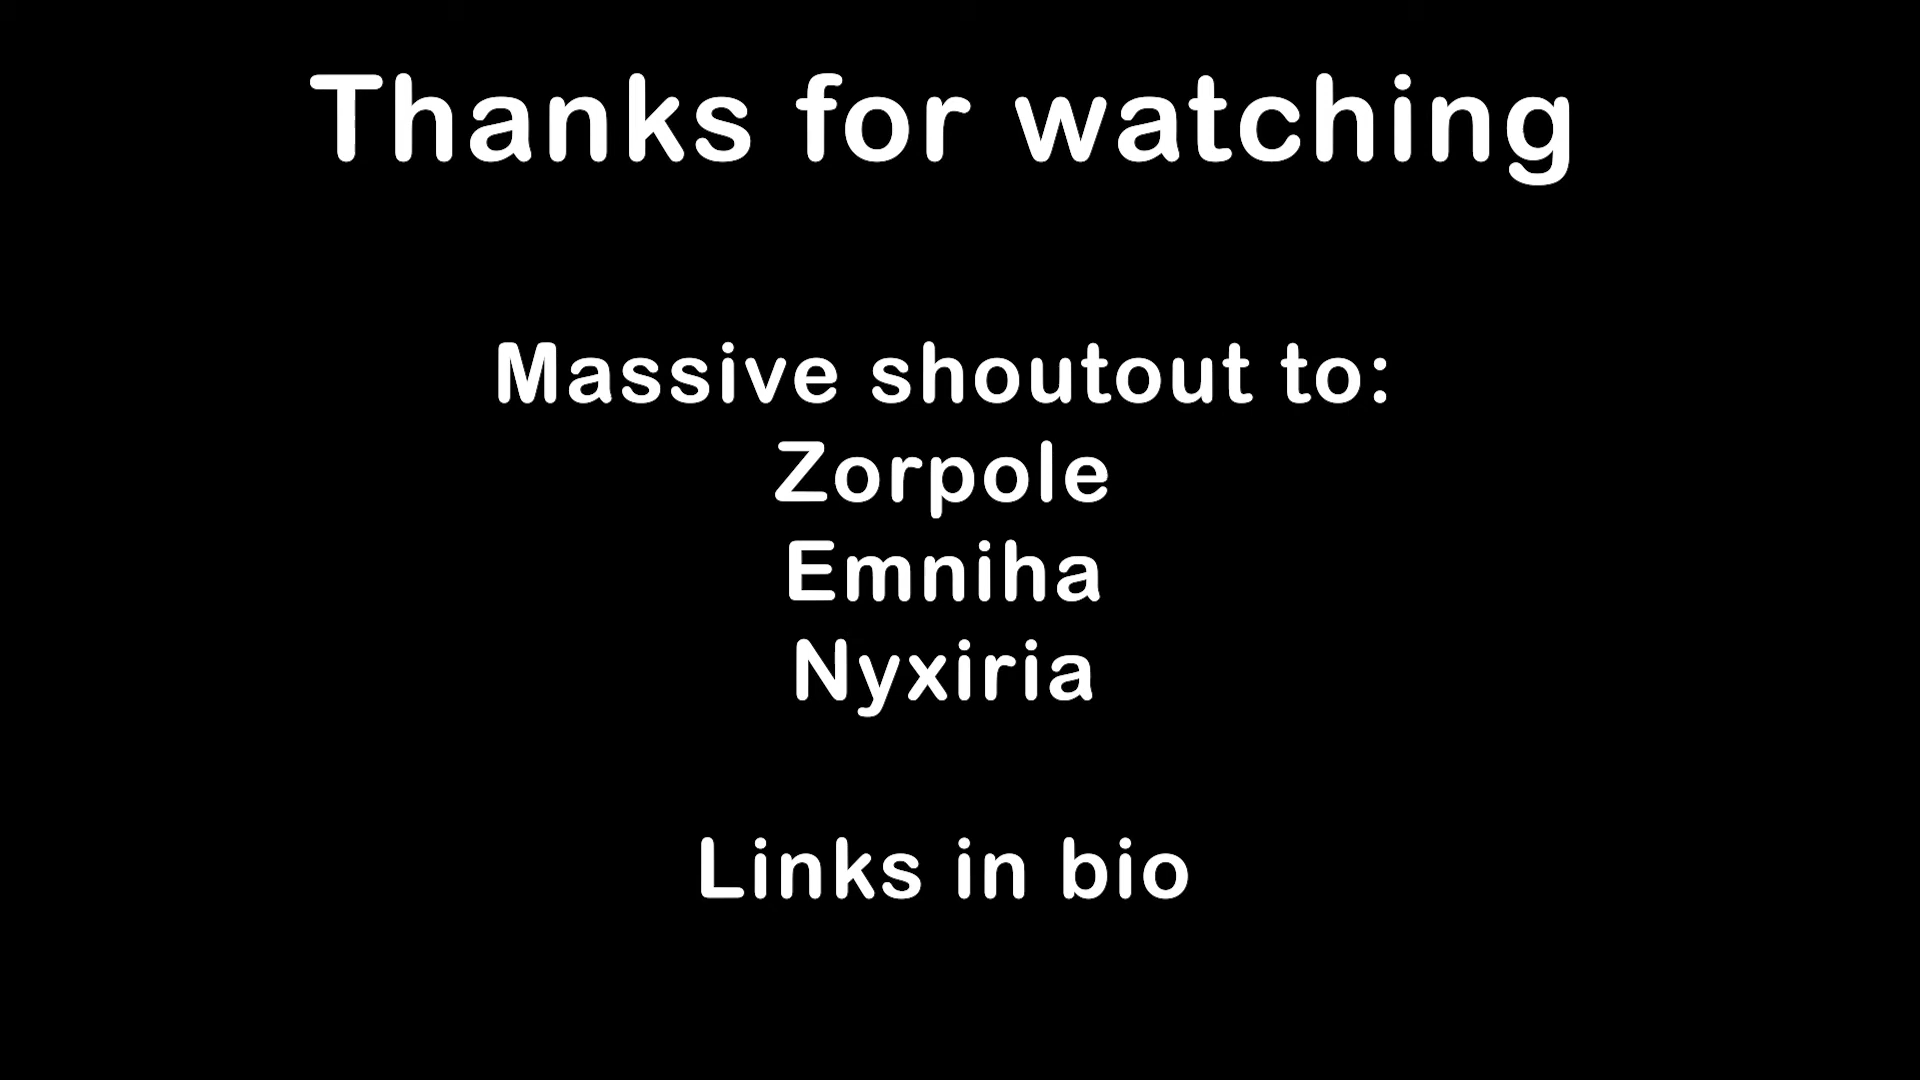 Thanks for watching
Massive shoutout to:
Zorpole
Emniha
Nyxiria
Links in bio